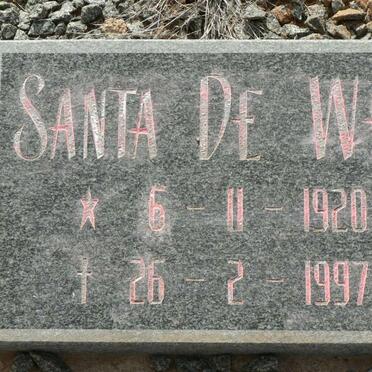 Santa De W
★ 6 - 11 - 1920
† 26 - 2 - 1997